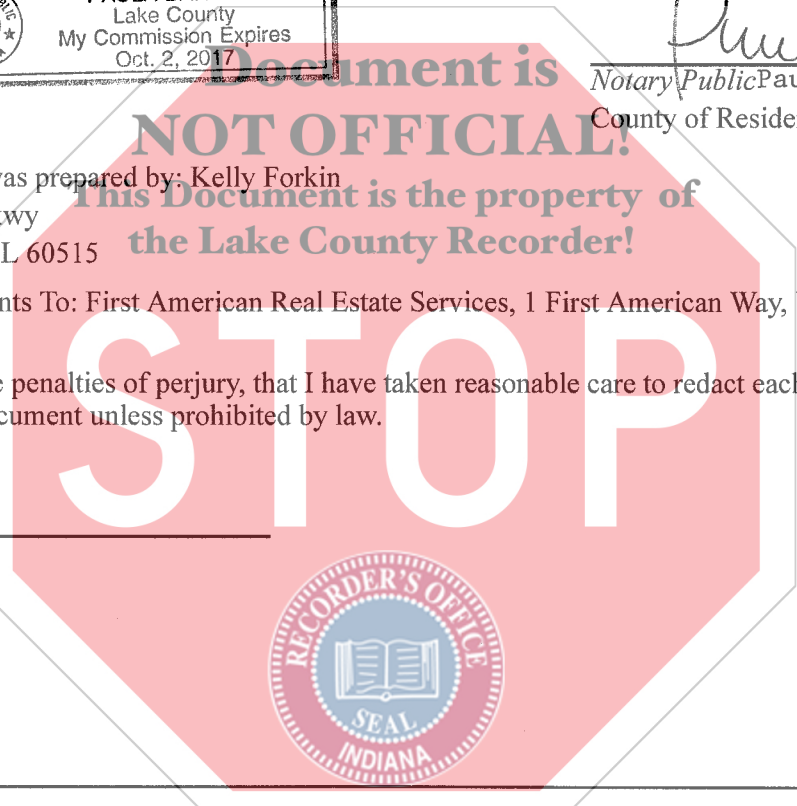 Lake County
My Commission Expires
Oct. 2, 2017
Document is
Notary Public
County of
NOT OFFICIAL!
was prepared by: Kelly Forkin
This Document is the property of
60515
the Lake County Recorder!
To: First American Real Estate Services, 1 First American Way,
penalties of perjury, that I have taken reasonable care to redact each
unless prohibited by law.
STOP
RECORDER'S OFFICE
SEAL
INDIANA